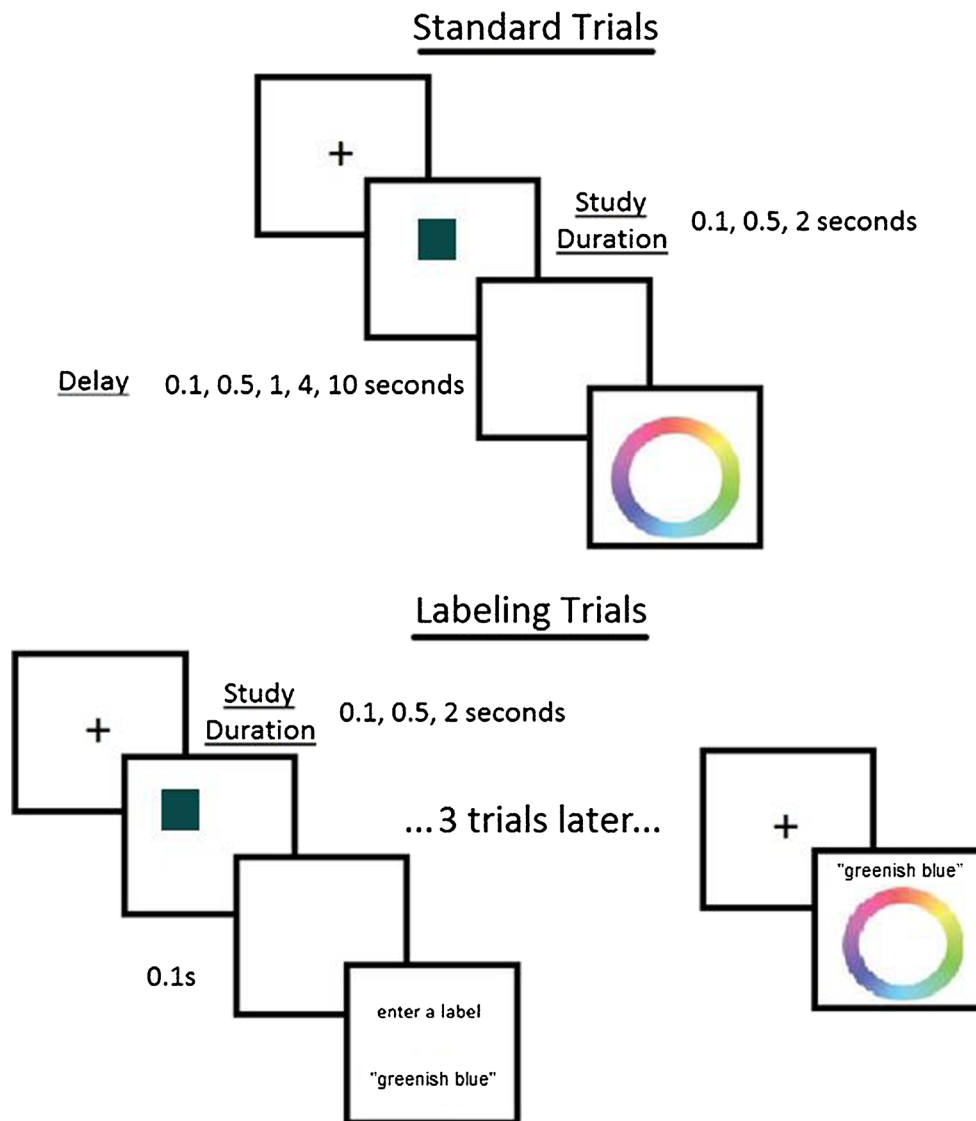 Standard Trials
+
Study
Duration
0.1, 0.5, 2 seconds
Delay
0.1, 0.5, 1, 4, 10 seconds
Labeling Trials
+
Study
Duration
0.1, 0.5, 2 seconds
...3 trials later...
+
"greenish blue"
0.1s
enter a label
"greenish blue"